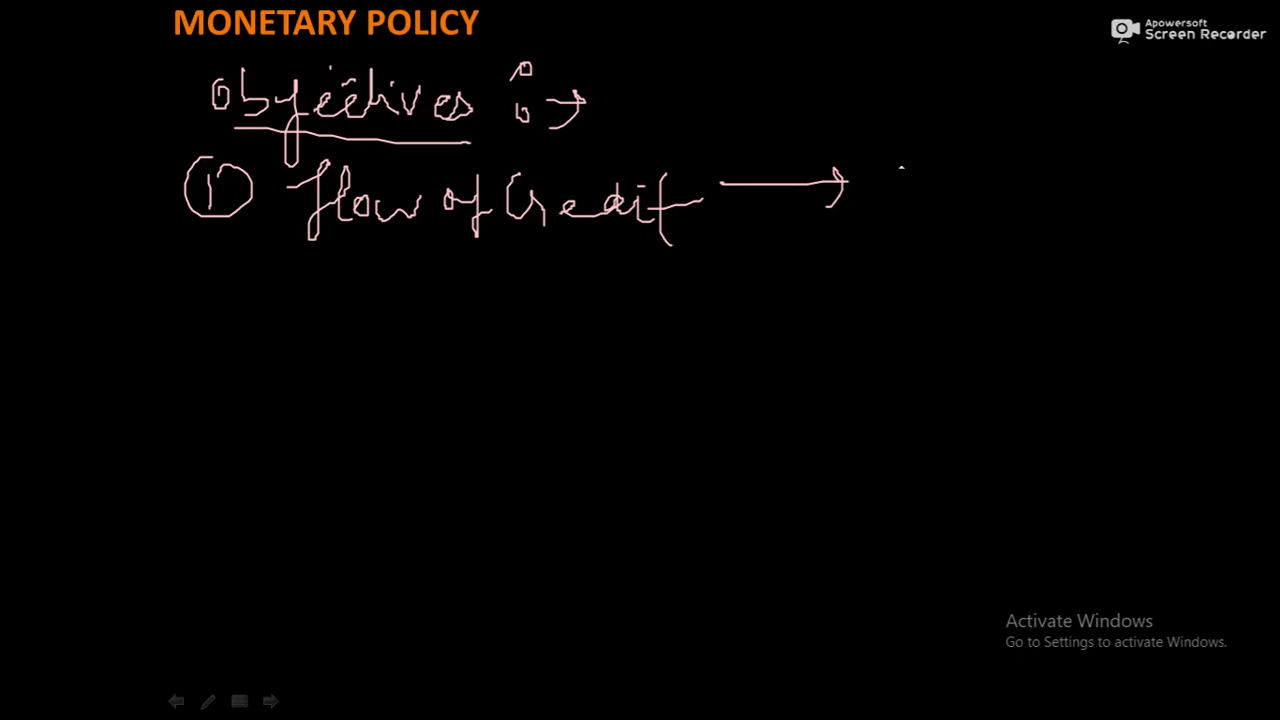 MONETARY POLICY
Apowersoft
Screen Recorder
objectives :→
① flow of Credit →
Activate Windows
Go to Settings to activate Windows.